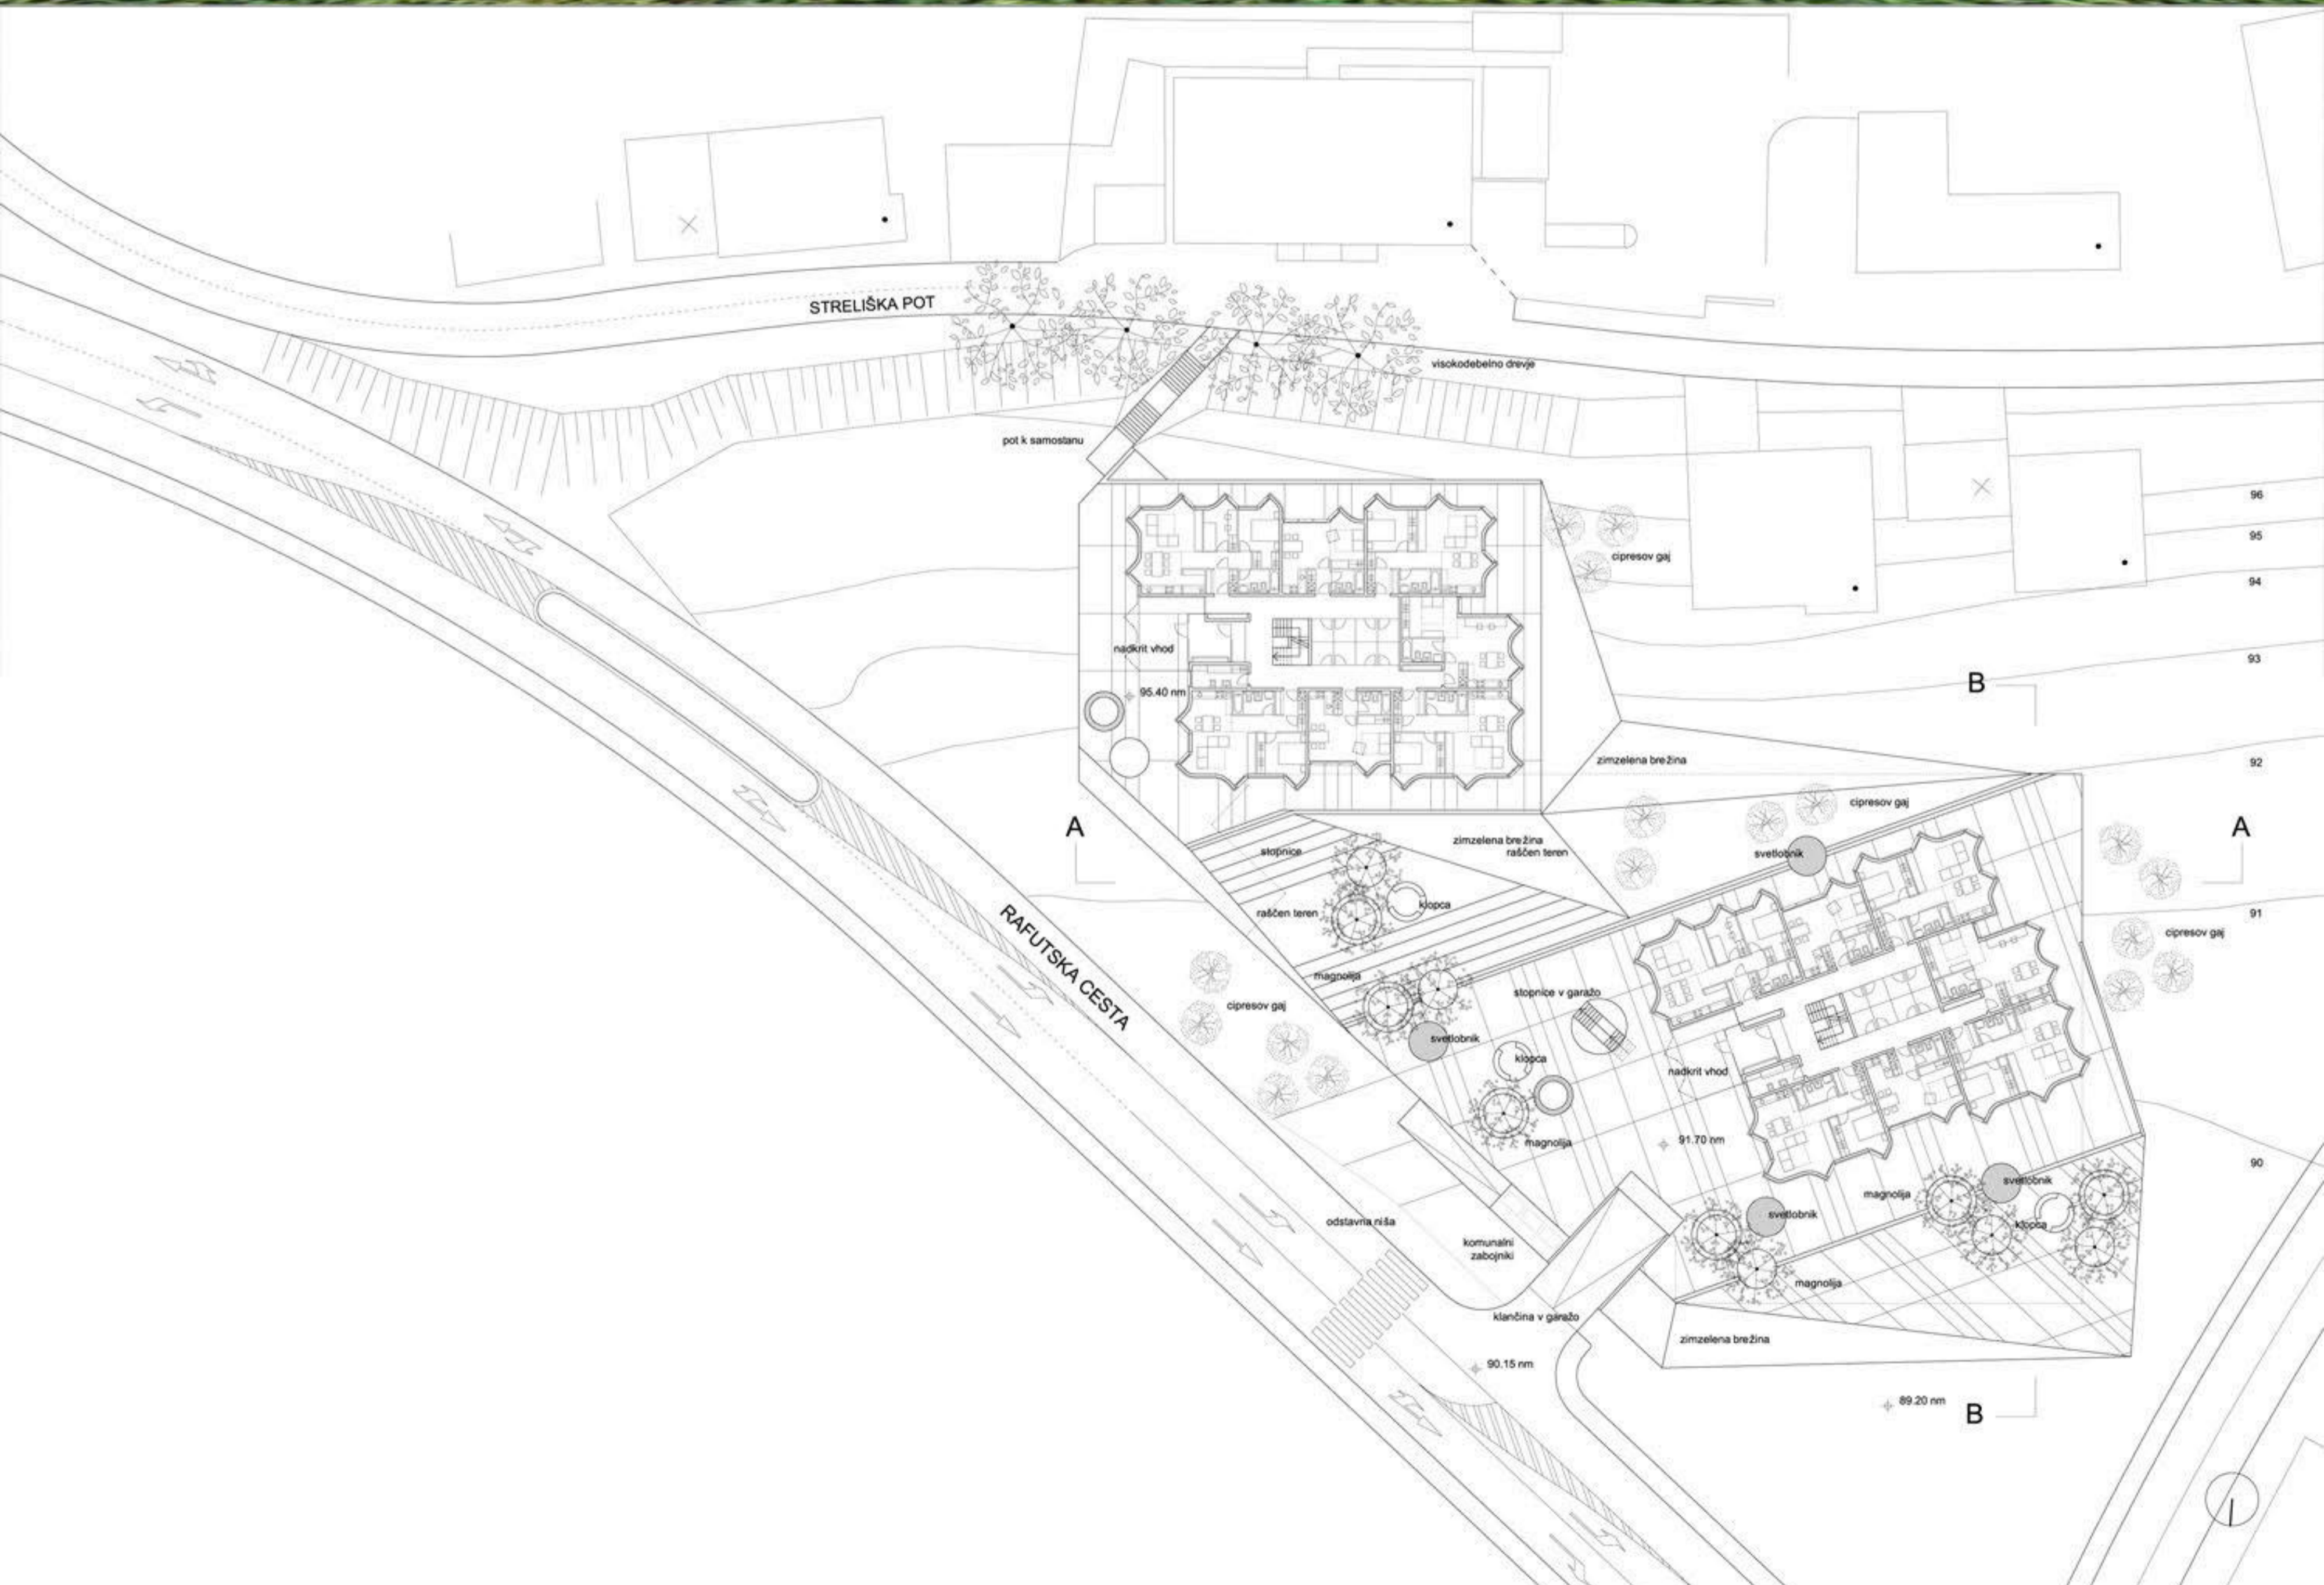 STRELIŠKA POT
visokodebelno drevje
pot k samostanu
96
95
cipresov gaj
94
nadkrit vhod
93
B
95.40 nm
zimzelena brežina
92
cipresov gaj
A
A
stopnice
zimzelena brežina
raščen teren
svetlobnik
klopca
raščen teren
91
RAFUTSKA CESTA
cipresov gaj
magnolija
stopnice v garažo
cipresov gaj
svetlobnik
klopca
nadkrit vhod
magnolija
91.70 nm
90
svetlobnik
magnolija
svetlobnik
klopca
odstavna niša
komunalni
zabojniki
magnolija
klančina v garažo
zimzelena brežina
90.15 nm
89.20 nm
B